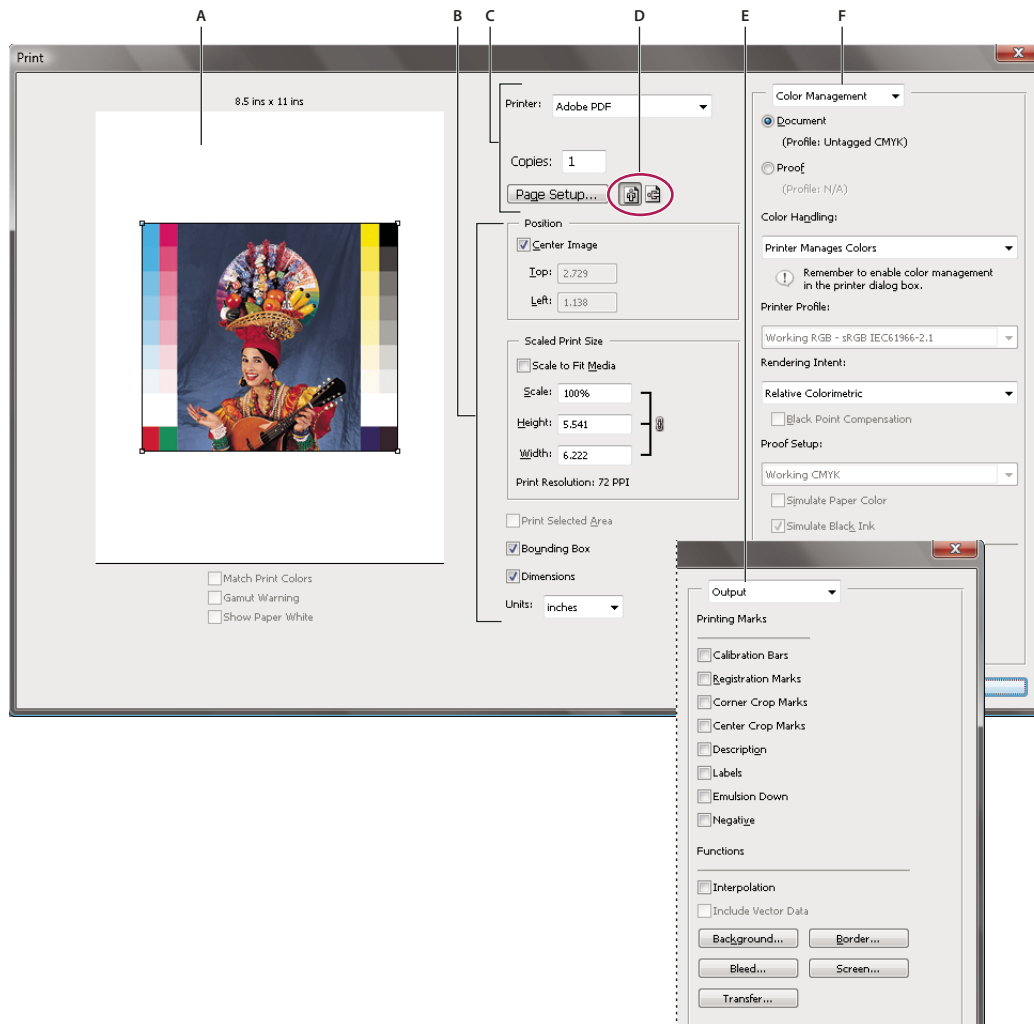 A B C D E F
Print
8.5 ins x 11 ins
Match Print Colors
Gamut Warning
Show Paper White
Printer: Adobe PDF
Copies: 1
Page Setup...
Position
Center Image
Top: 2.729
Left: 1.138
Scaled Print Size
Scale to Fit Media
Scale: 100%
Height: 5.541
Width: 6.222
Print Resolution: 72 PPI
Print Selected Area
Bounding Box
Dimensions
Units: inches
Color Management
Document
(Profile: Untagged CMYK)
Proof
(Profile: N/A)
Color Handling:
Printer Manages Colors
Remember to enable color management
in the printer dialog box.
Printer Profile:
Working RGB - sRGB IEC61966-2.1
Rendering Intent:
Relative Colorimetric
Black Point Compensation
Proof Setup:
Working CMYK
Simulate Paper Color
Simulate Black Ink
Output
Printing Marks
Calibration Bars
Registration Marks
Corner Crop Marks
Center Crop Marks
Description
Labels
Emulsion Down
Negative
Functions
Interpolation
Include Vector Data
Background... Border...
Bleed... Screen...
Transfer...